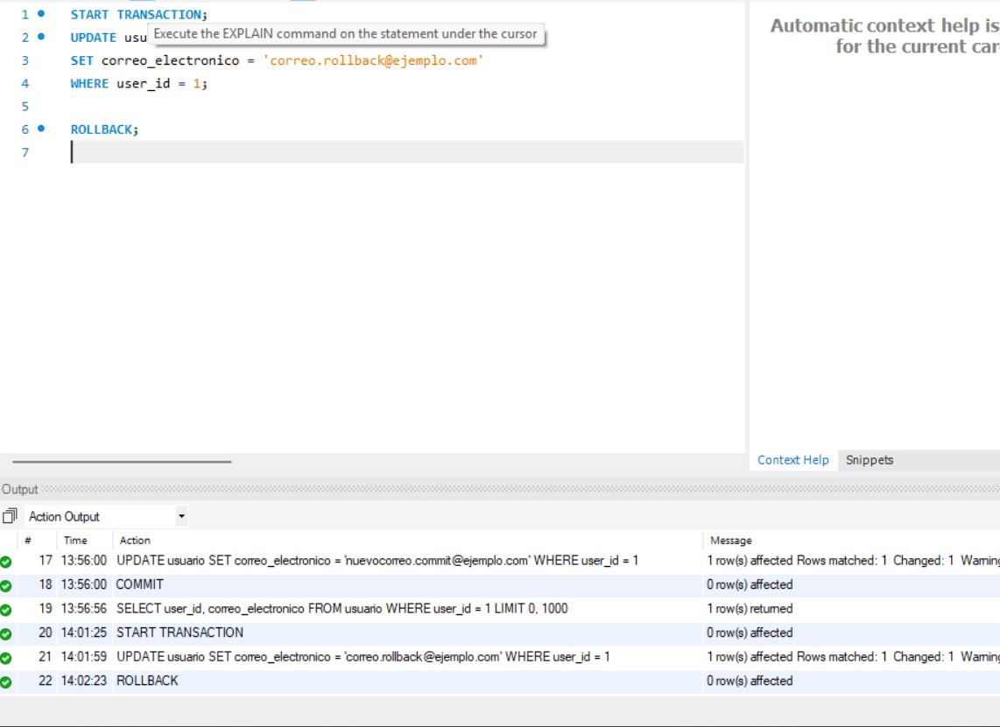 1 START TRANSACTION;
Execute the EXPLAIN command on the statement under the cursor
2 UPDATE usu
3 SET correo_electronico = 'correo.rollback@ejemplo.com'
4 WHERE user_id = 1;
5
6 ROLLBACK;
7
Automatic context help is
for the current car
Context Help Snippets
Output
Action Output
# Time Action Message
17 13:56:00 UPDATE usuario SET correo_electronico = 'nuevocorreo.commit@ejemplo.com' WHERE user_id = 1 1 row(s) affected Rows matched: 1 Changed: 1 Warning
18 13:56:00 COMMIT 0 row(s) affected
19 13:56:56 SELECT user_id, correo_electronico FROM usuario WHERE user_id = 1 LIMIT 0, 1000 1 row(s) returned
20 14:01:25 START TRANSACTION 0 row(s) affected
21 14:01:59 UPDATE usuario SET correo_electronico = 'correo.rollback@ejemplo.com' WHERE user_id = 1 1 row(s) affected Rows matched: 1 Changed: 1 Warning
22 14:02:23 ROLLBACK 0 row(s) affected